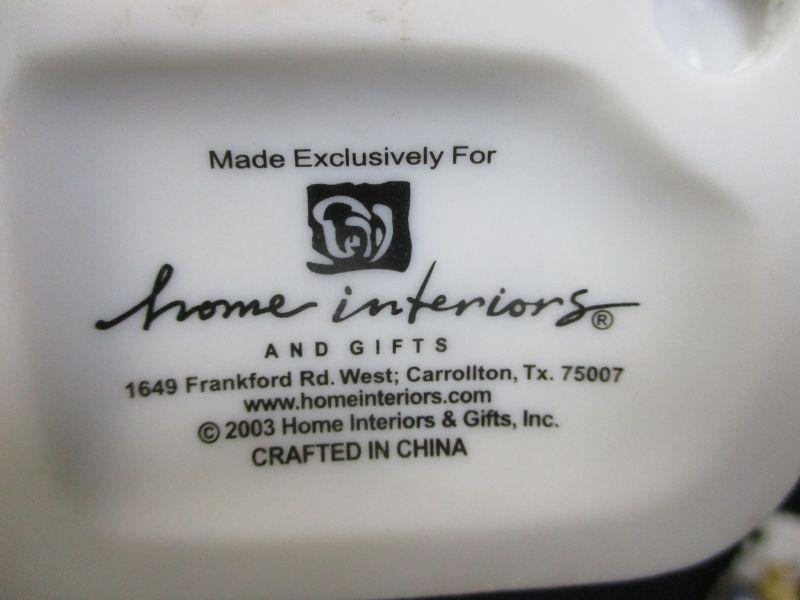 Made Exclusively For
home interiors®
AND GIFTS
1649 Frankford Rd. West; Carrollton, Tx. 75007
www.homeinteriors.com
© 2003 Home Interiors & Gifts, Inc.
CRAFTED IN CHINA